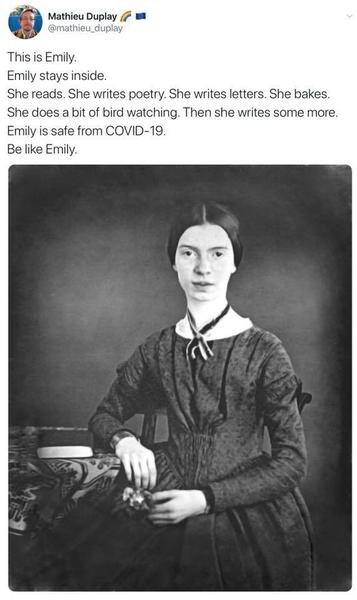 Mathieu Duplay 🌈 🇪🇺
@mathieu_duplay
This is Emily.
Emily stays inside.
She reads. She writes poetry. She writes letters. She bakes.
She does a bit of bird watching. Then she writes some more.
Emily is safe from COVID-19.
Be like Emily.